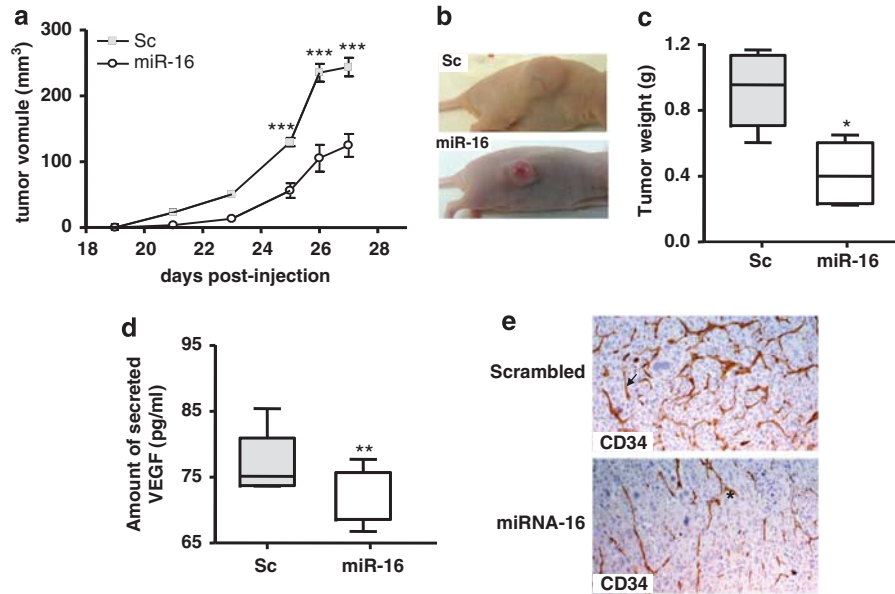 a
300
200
100
0
tumor vomule (mm³)
Sc
miR-16
***
***
***
18 20 22 24 26 28
days post-injection
b
Sc
miR-16
c
1.2
0.8
0.4
0.0
Tumor weight (g)
*
Sc miR-16
d
95
85
75
65
Amount of secreted
VEGF (pg/ml)
**
Sc miR-16
e
Scrambled
CD34
miRNA-16
*
CD34